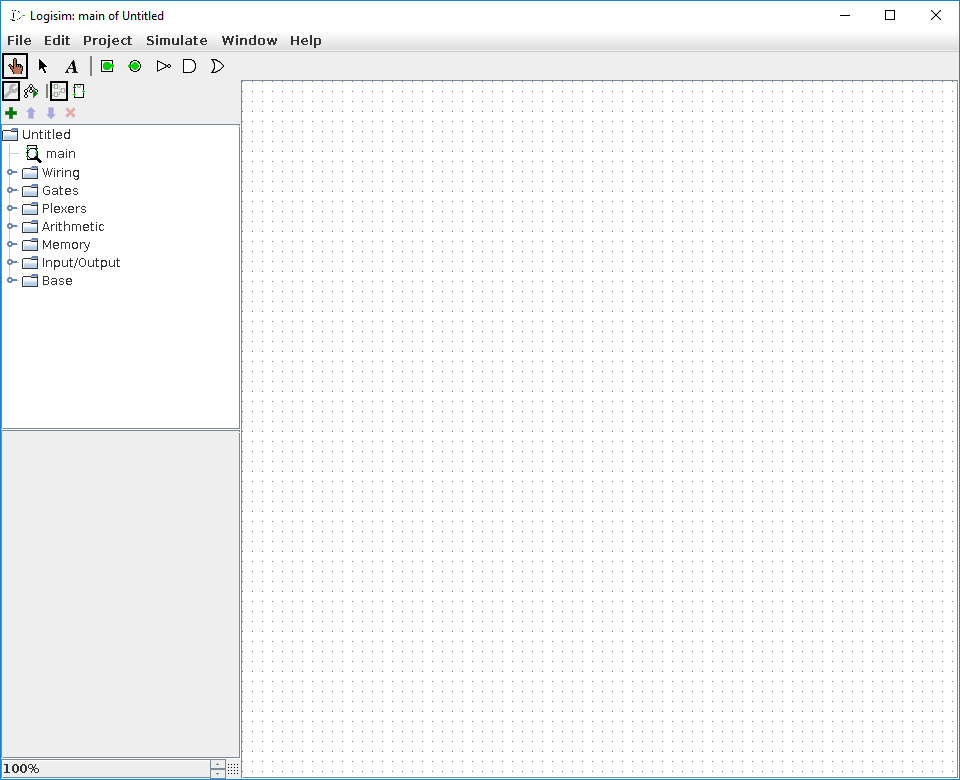 Logisim: main of Untitled
File Edit Project Simulate Window Help
A
Untitled
main
Wiring
Gates
Plexers
Arithmetic
Memory
Input/Output
Base
100%